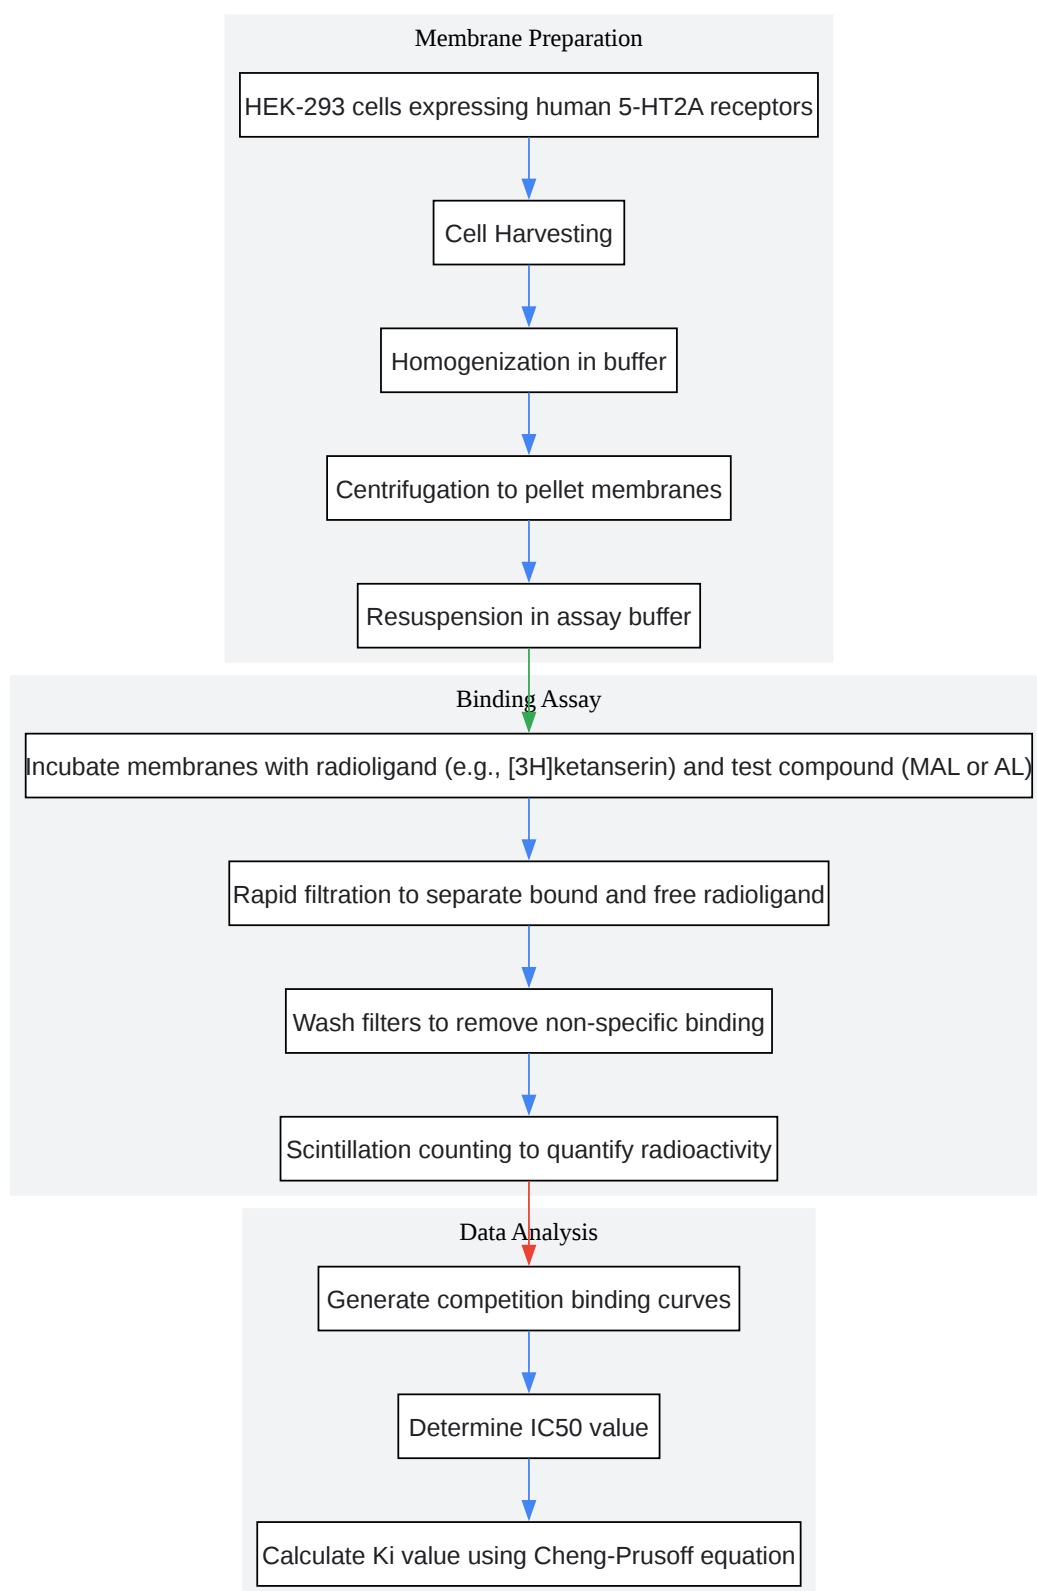 Membrane Preparation
HEK-293 cells expressing human 5-HT2A receptors
Cell Harvesting
Homogenization in buffer
Centrifugation to pellet membranes
Resuspension in assay buffer
Binding Assay
Incubate membranes with radioligand (e.g., [3H]ketanserin) and test compound (MAL or AL)
Rapid filtration to separate bound and free radioligand
Wash filters to remove non-specific binding
Scintillation counting to quantify radioactivity
Data Analysis
Generate competition binding curves
Determine IC50 value
Calculate Ki value using Cheng-Prusoff equation